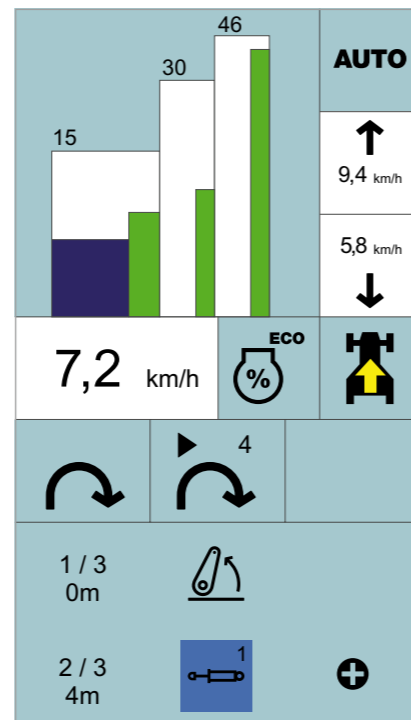 46
30
15
AUTO
9,4 km/h
5,8 km/h
7,2 km/h
ECO
%
4
1 / 3
0m
2 / 3
4m
1